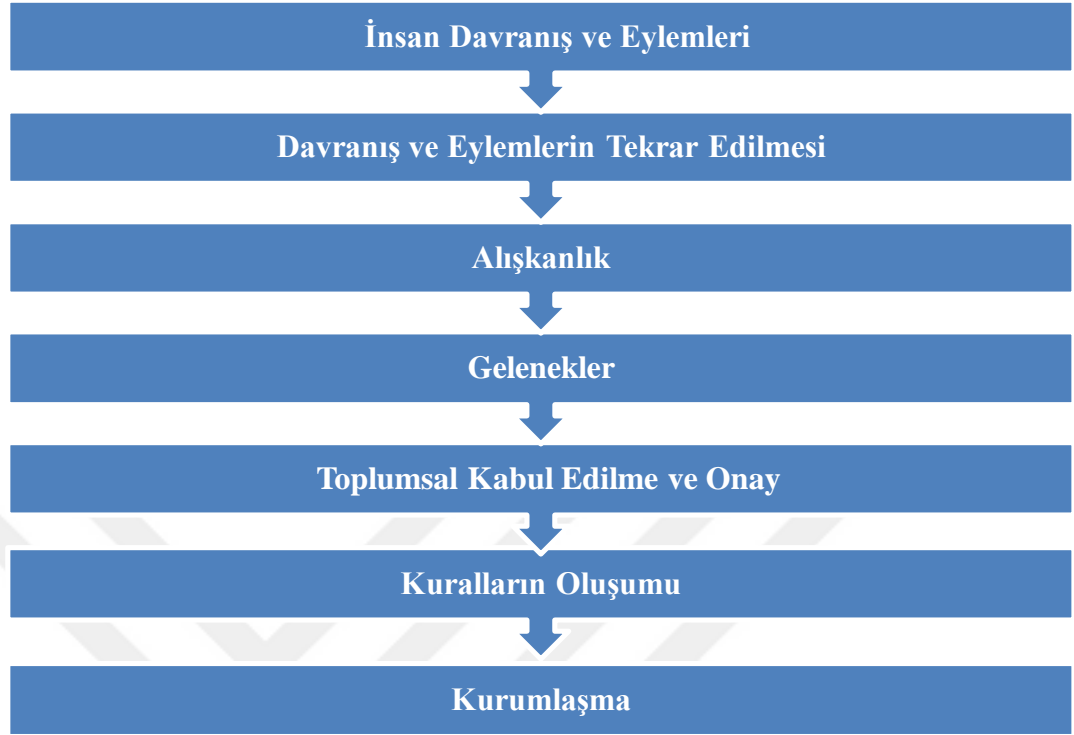 İnsan Davranış ve Eylemleri
Davranış ve Eylemlerin Tekrar Edilmesi
Alışkanlık
Gelenekler
Toplumsal Kabul Edilme ve Onay
Kuralların Oluşumu
Kurumlaşma